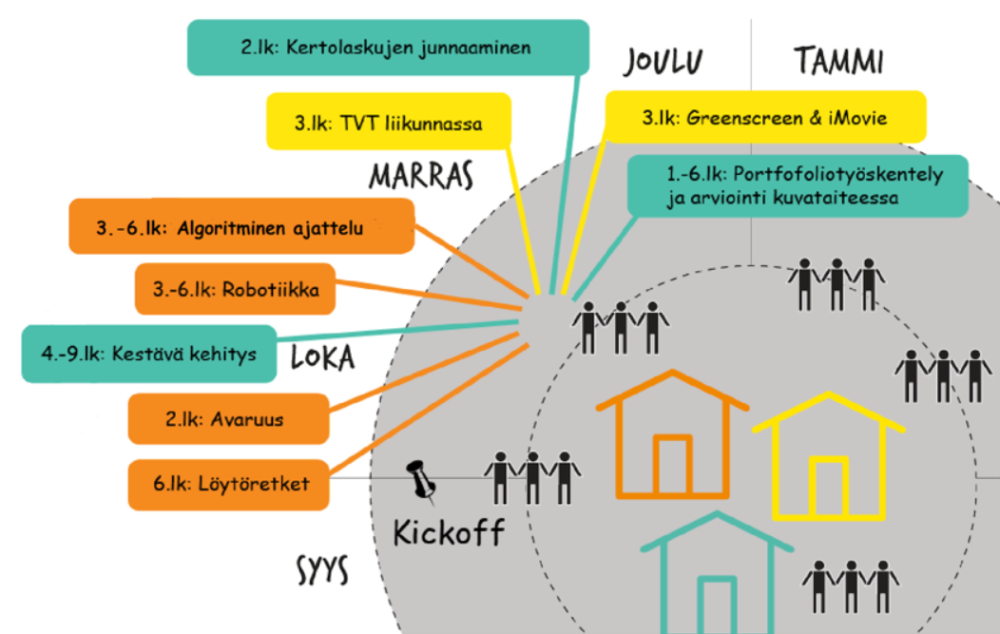 2.lk: Kertolaskujen junnaaminen
JOULU
TAMMI
3.lk: TVT liikunnassa
3.lk: Greenscreen & iMovie
MARRAS
1.-6.lk: Portfofoliotyöskentely
ja arviointi kuvataiteessa
3.-6.lk: Algoritminen ajattelu
3.-6.lk: Robotiikka
4.-9.lk: Kestävä kehitys
LOKA
2.lk: Avaruus
6.lk: Löytöretket
Kickoff
SYYS